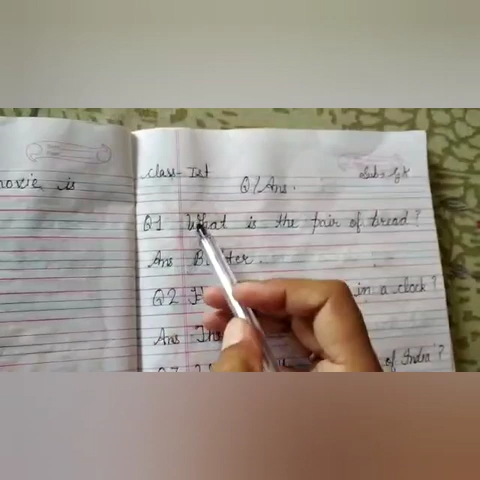 movie is
class- Ist
Sub- G.K
Q/Ans.
Q1 What is the pair of bread?
Ans Butter.
Q2 in a clock?
Ans
of India?